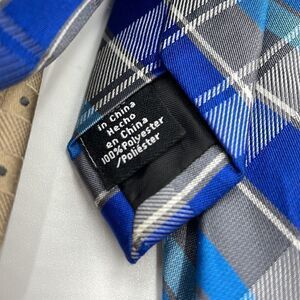 in China
Hecho
en China
100% Polyester
/Poliéster